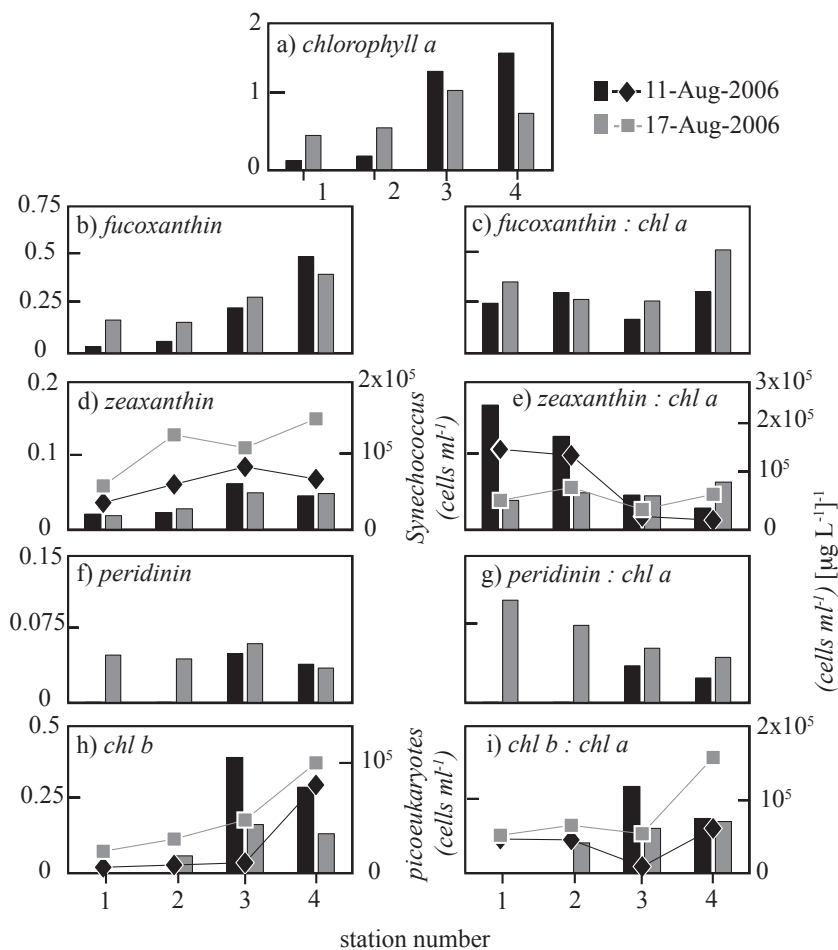 2
a) chlorophyll a
1
0
1 2 3 4
11-Aug-2006
17-Aug-2006
0.75
b) fucoxanthin
0.5
0.25
0
c) fucoxanthin : chl a
0.2
d) zeaxanthin
0.1
0
2x10⁵
10⁵
0
Synechococcus
(cells ml⁻¹)
e) zeaxanthin : chl a
3x10⁵
2x10⁵
10⁵
0
0.15
f) peridinin
0.075
0
g) peridinin : chl a
(cells ml⁻¹) [µg L⁻¹]⁻¹
0.5
h) chl b
0.25
0
10⁵
0
picoeukaryotes
(cells ml⁻¹)
i) chl b : chl a
2x10⁵
10⁵
0
1 2 3 4
1 2 3 4
station number